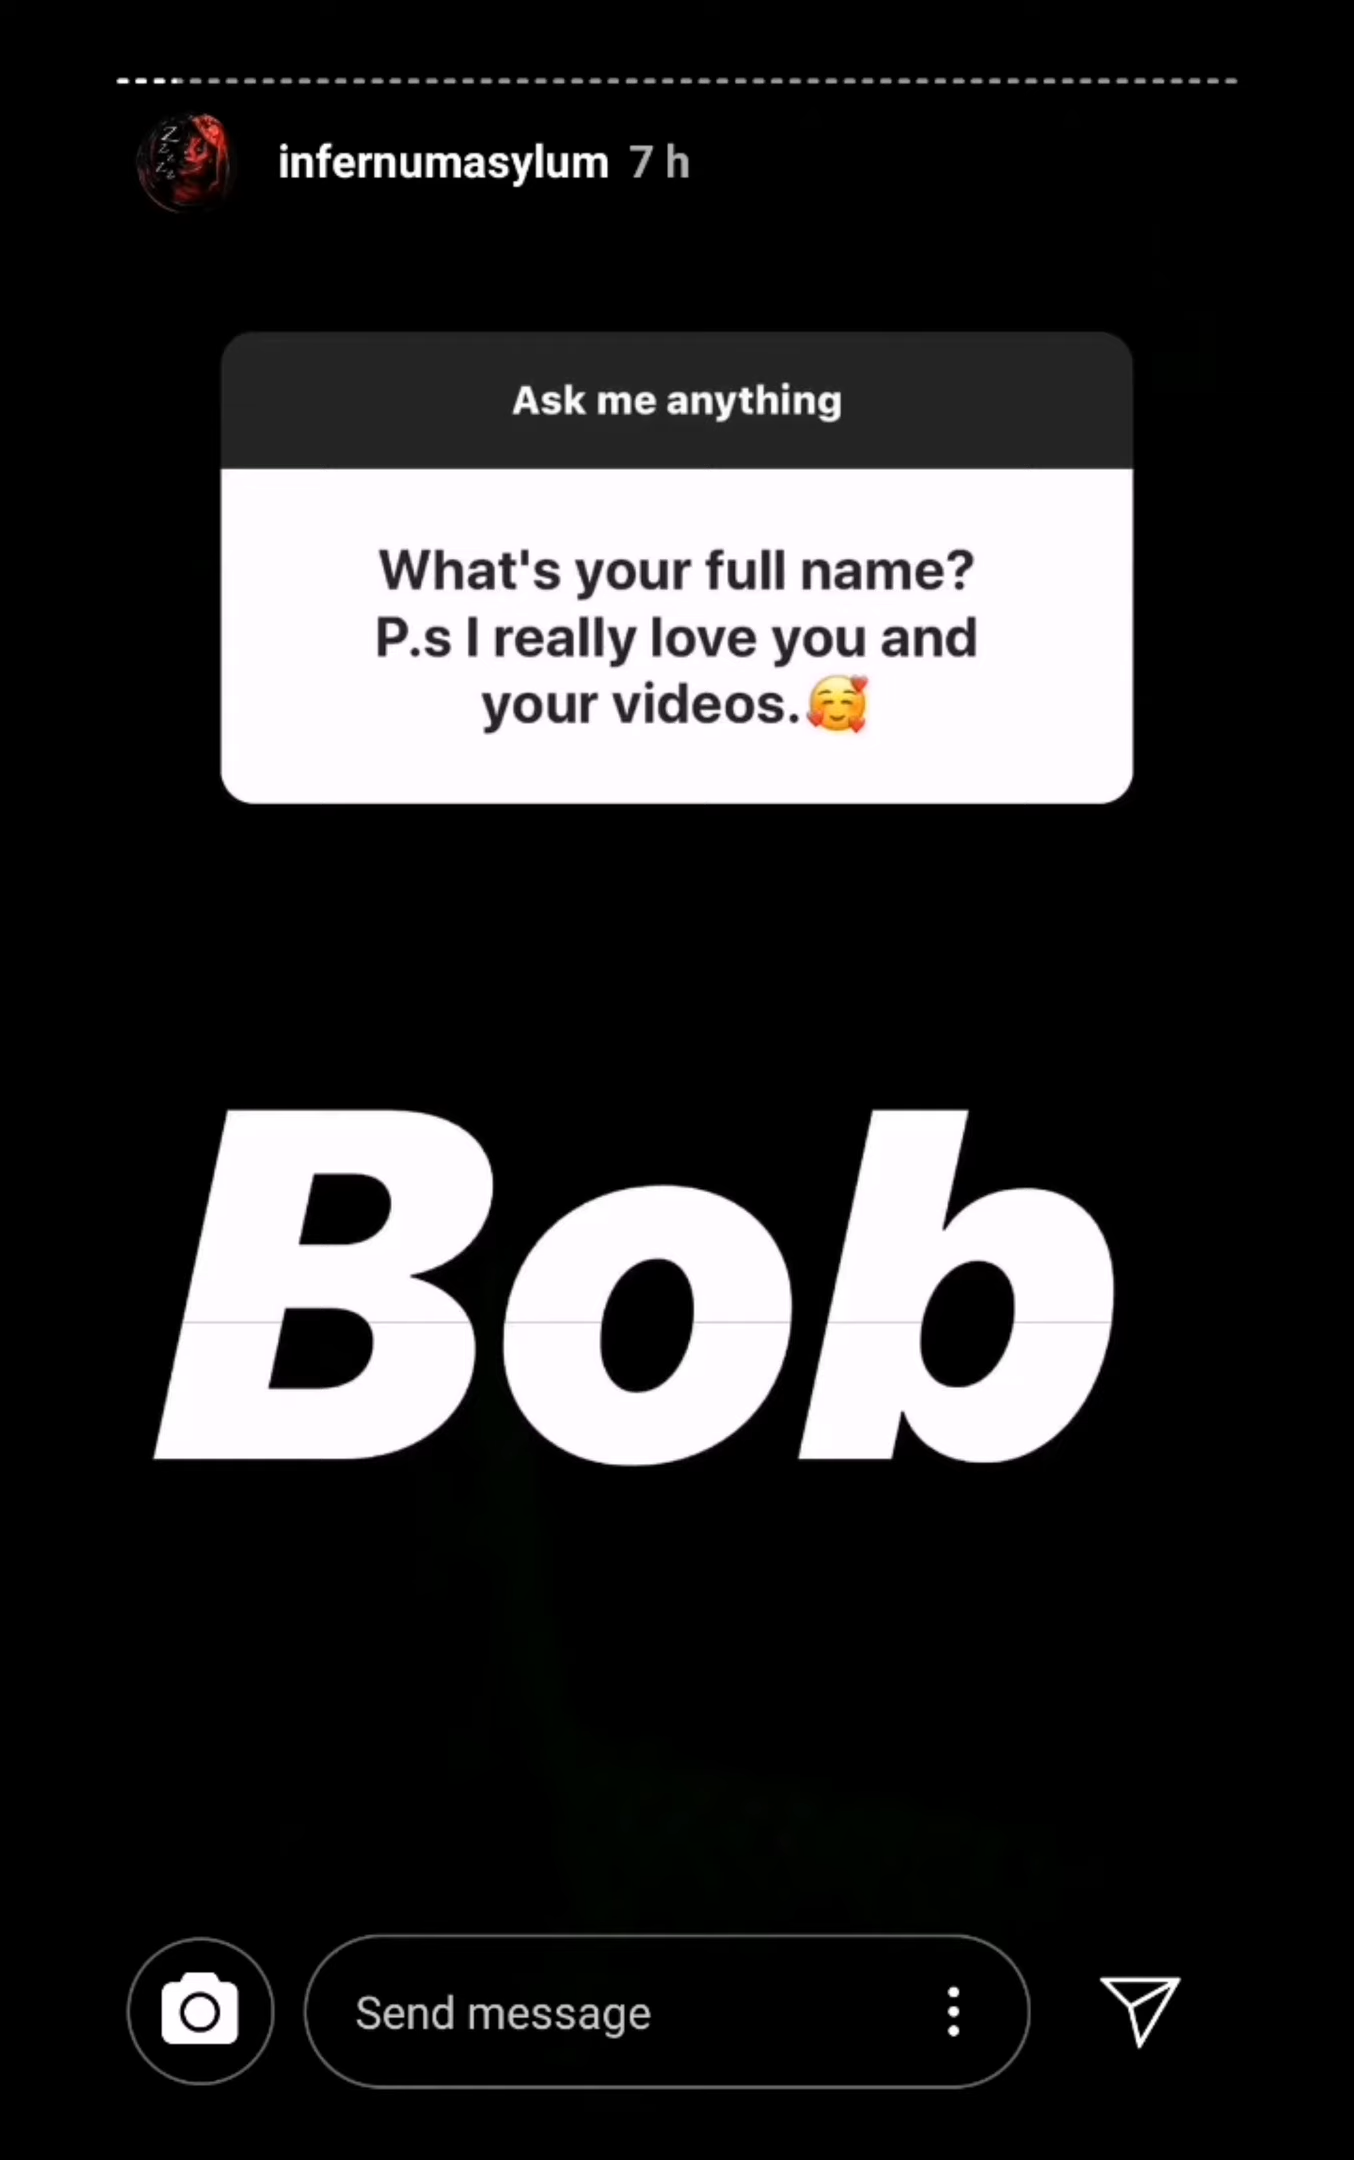 infernumasylum 7 h
Ask me anything
What's your full name?
P.s I really love you and
your videos.🥰
Bob
Send message